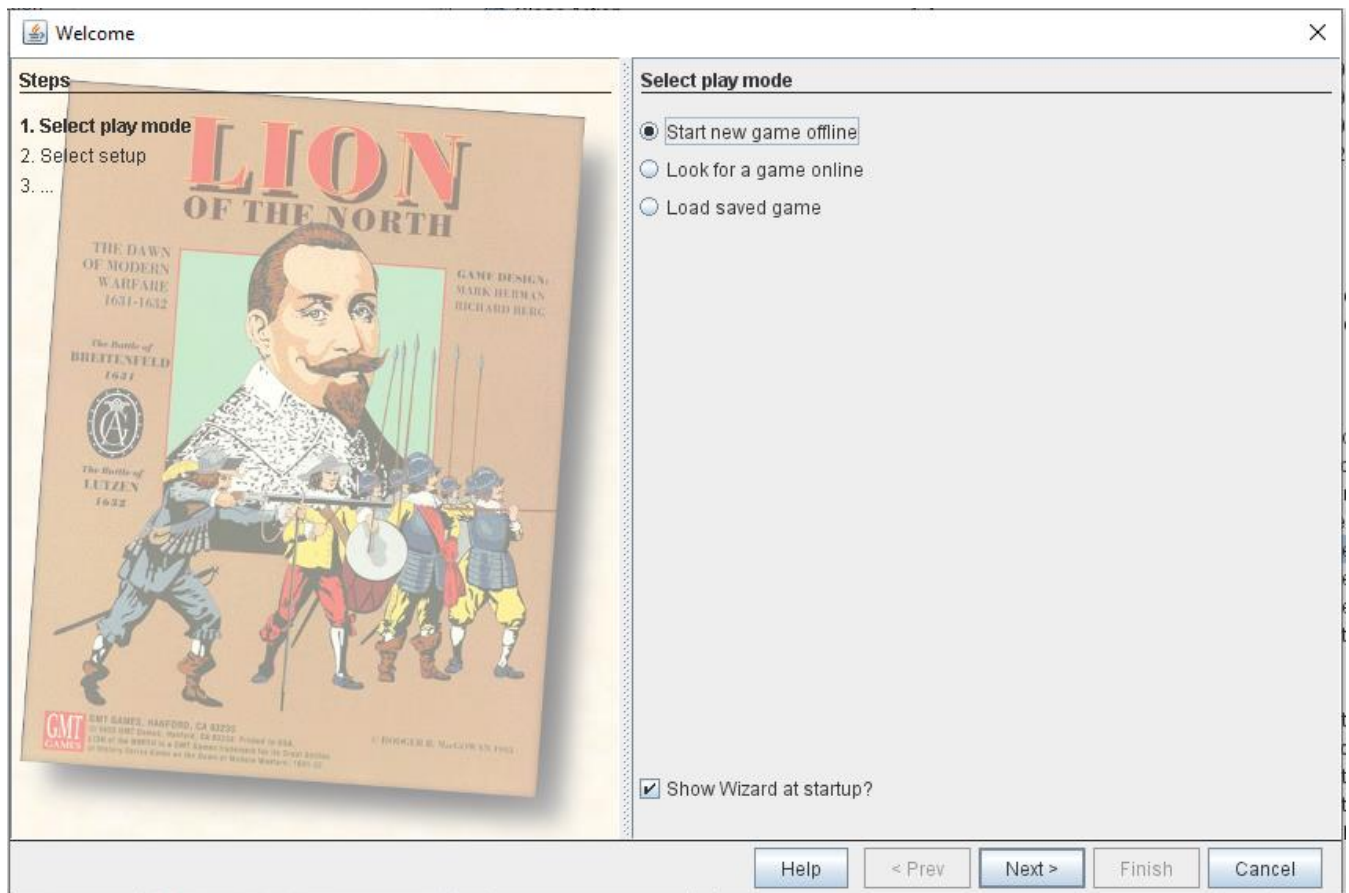 Welcome
Steps
1. Select play mode
2. Select setup
3. ...
LION
OF THE NORTH
THE DAWN
OF MODERN
WARFARE
1631-1632
GAME DESIGN:
MARK HERMAN
RICHARD BERG
The Battle of
BREITENFELD
1631
The Battle of
LUTZEN
1632
GMT
GAMES
GMT GAMES, HANFORD, CA 93230
Select play mode
Start new game offline
Look for a game online
Load saved game
Show Wizard at startup?
Help
< Prev
Next >
Finish
Cancel